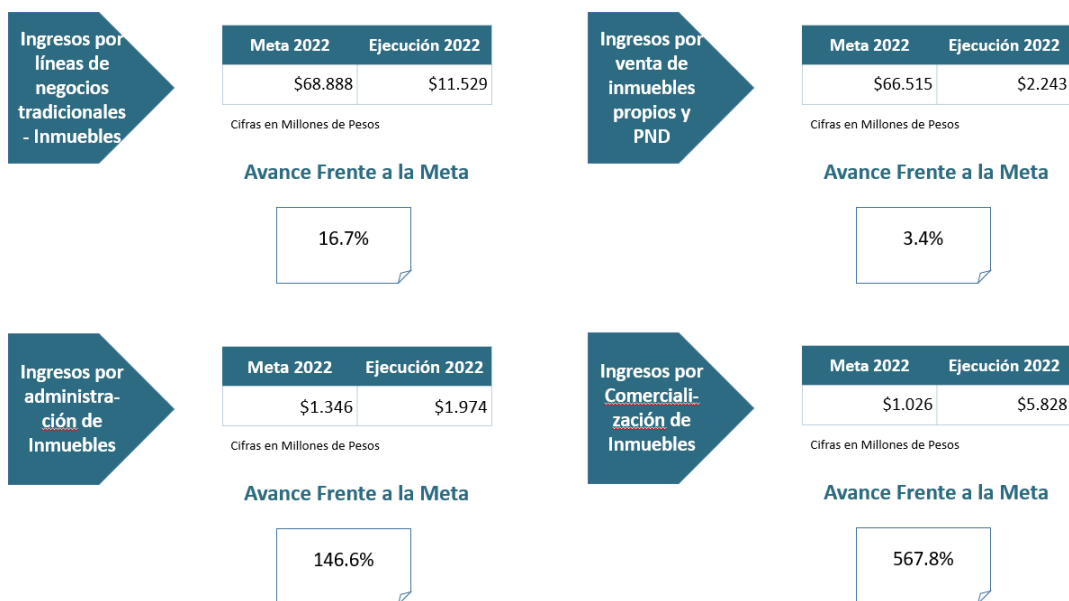 Ingresos por
líneas de
negocios
tradicionales
- Inmuebles
Meta 2022 Ejecución 2022
$68.888 $11.529
Cifras en Millones de Pesos
Avance Frente a la Meta
16.7%
Ingresos por
venta de
inmuebles
propios y
PND
Meta 2022 Ejecución 2022
$66.515 $2.243
Cifras en Millones de Pesos
Avance Frente a la Meta
3.4%
Ingresos por
administra-
ción de
Inmuebles
Meta 2022 Ejecución 2022
$1.346 $1.974
Cifras en Millones de Pesos
Avance Frente a la Meta
146.6%
Ingresos por
Comerciali-
zación de
Inmuebles
Meta 2022 Ejecución 2022
$1.026 $5.828
Cifras en Millones de Pesos
Avance Frente a la Meta
567.8%